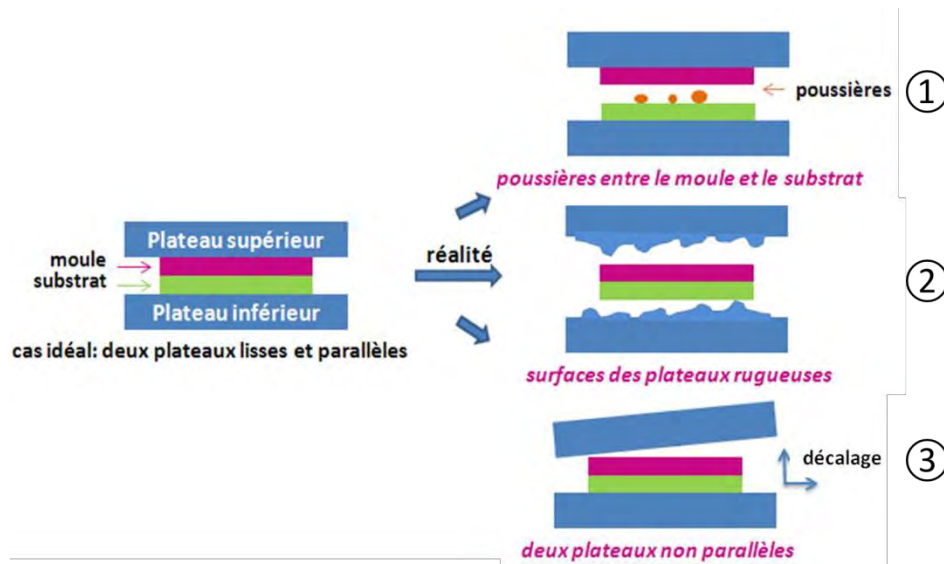 poussières
①
poussières entre le moule et le substrat
Plateau supérieur
moule
substrat
Plateau inférieur
cas idéal: deux plateaux lisses et parallèles
réalité
②
surfaces des plateaux rugueuses
décalage
③
deux plateaux non parallèles